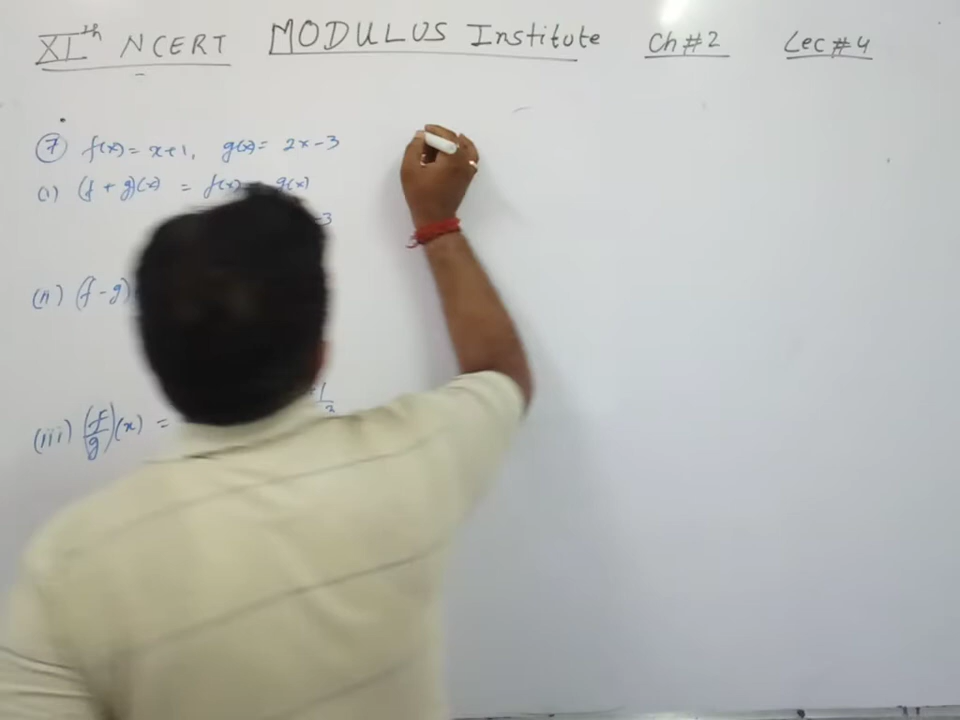 XIth NCERT MODULUS Institute Ch#2 Lec#4
(7) f(x) = x+1, g(x) = 2x-3
(i) (f + g)(x) = f(x) g(x)
-3
(ii) (f - g)
(iii) (f/g)(x) =